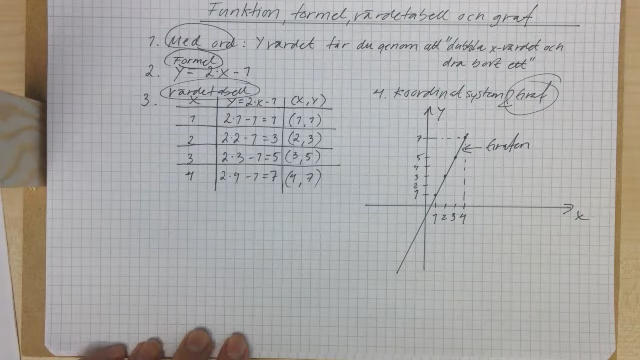 Funktion, formel, värdetabell och graf
1. Med ord: Y värdet får du genom att "dubbla x-värdet och
dra bort ett"
Formel
2. Y = 2·x - 1
3. Värdetabell
X Y=2·x-1 (X,Y)
1 2·1-1=1 (1,1)
2 2·2-1=3 (2,3)
3 2·3-1=5 (3,5)
4 2·4-1=7 (4,7)
4. Koordinatsystem Graf
Y
7
5
4
3
2
1
Grafen
1 2 3 4
X